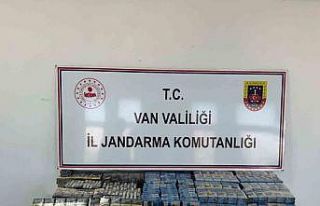 T.C.
VAN VALİLİĞİ
İL JANDARMA KOMUTANLIĞI